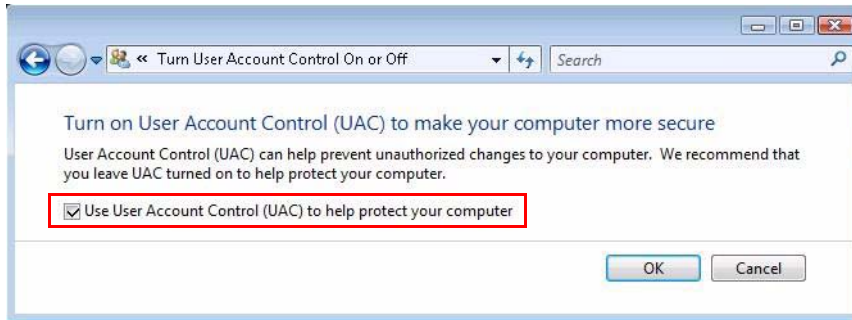 « Turn User Account Control On or Off
Search
Turn on User Account Control (UAC) to make your computer more secure
User Account Control (UAC) can help prevent unauthorized changes to your computer. We recommend that
you leave UAC turned on to help protect your computer.
Use User Account Control (UAC) to help protect your computer
OK Cancel